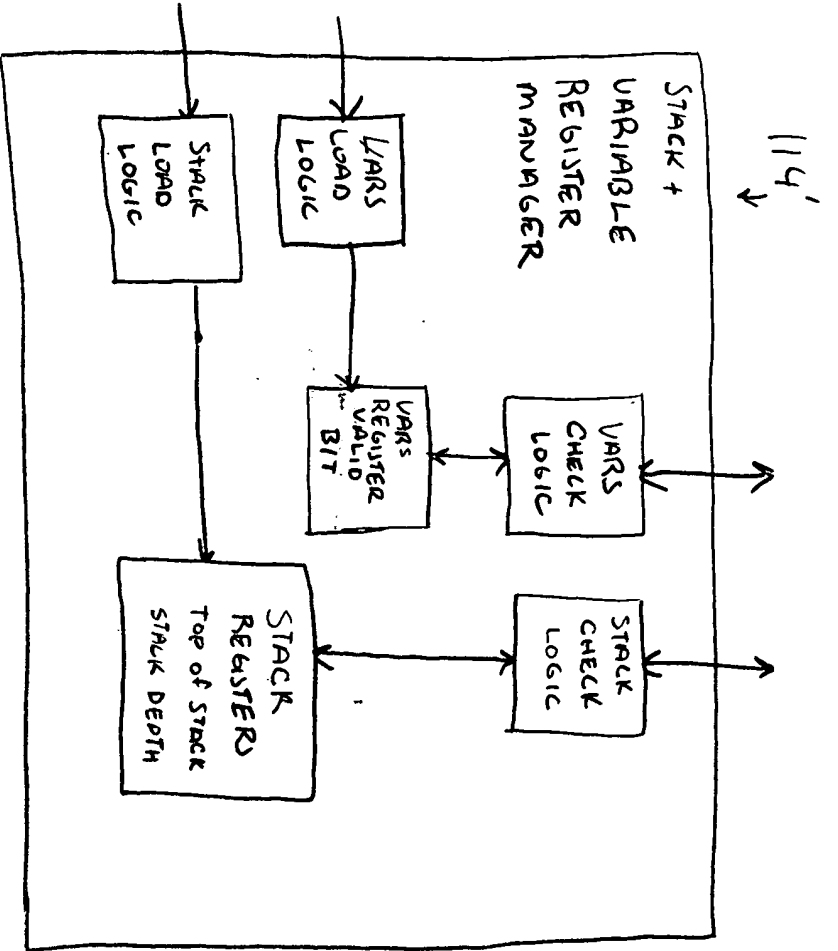 114'
STACK +
VARIABLE
REGISTER
MANAGER
VARS
LOAD
LOGIC
STACK
LOAD
LOGIC
VARS
CHECK
LOGIC
VARS
REGISTER
VALID
BIT
STACK
CHECK
LOGIC
STACK
REGISTERS
TOP OF STACK
STACK DEPTH